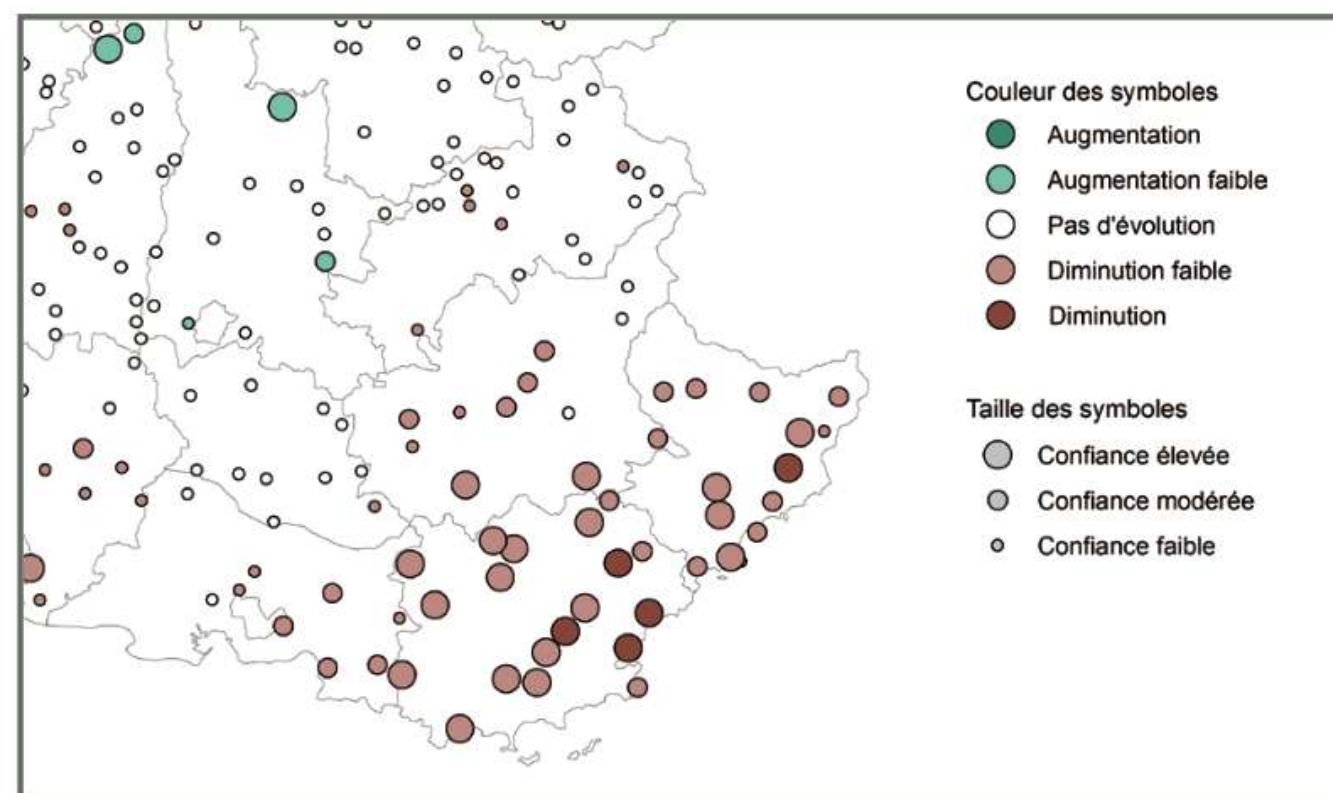 Couleur des symboles
Augmentation
Augmentation faible
Pas d'évolution
Diminution faible
Diminution
Taille des symboles
Confiance élevée
Confiance modérée
Confiance faible